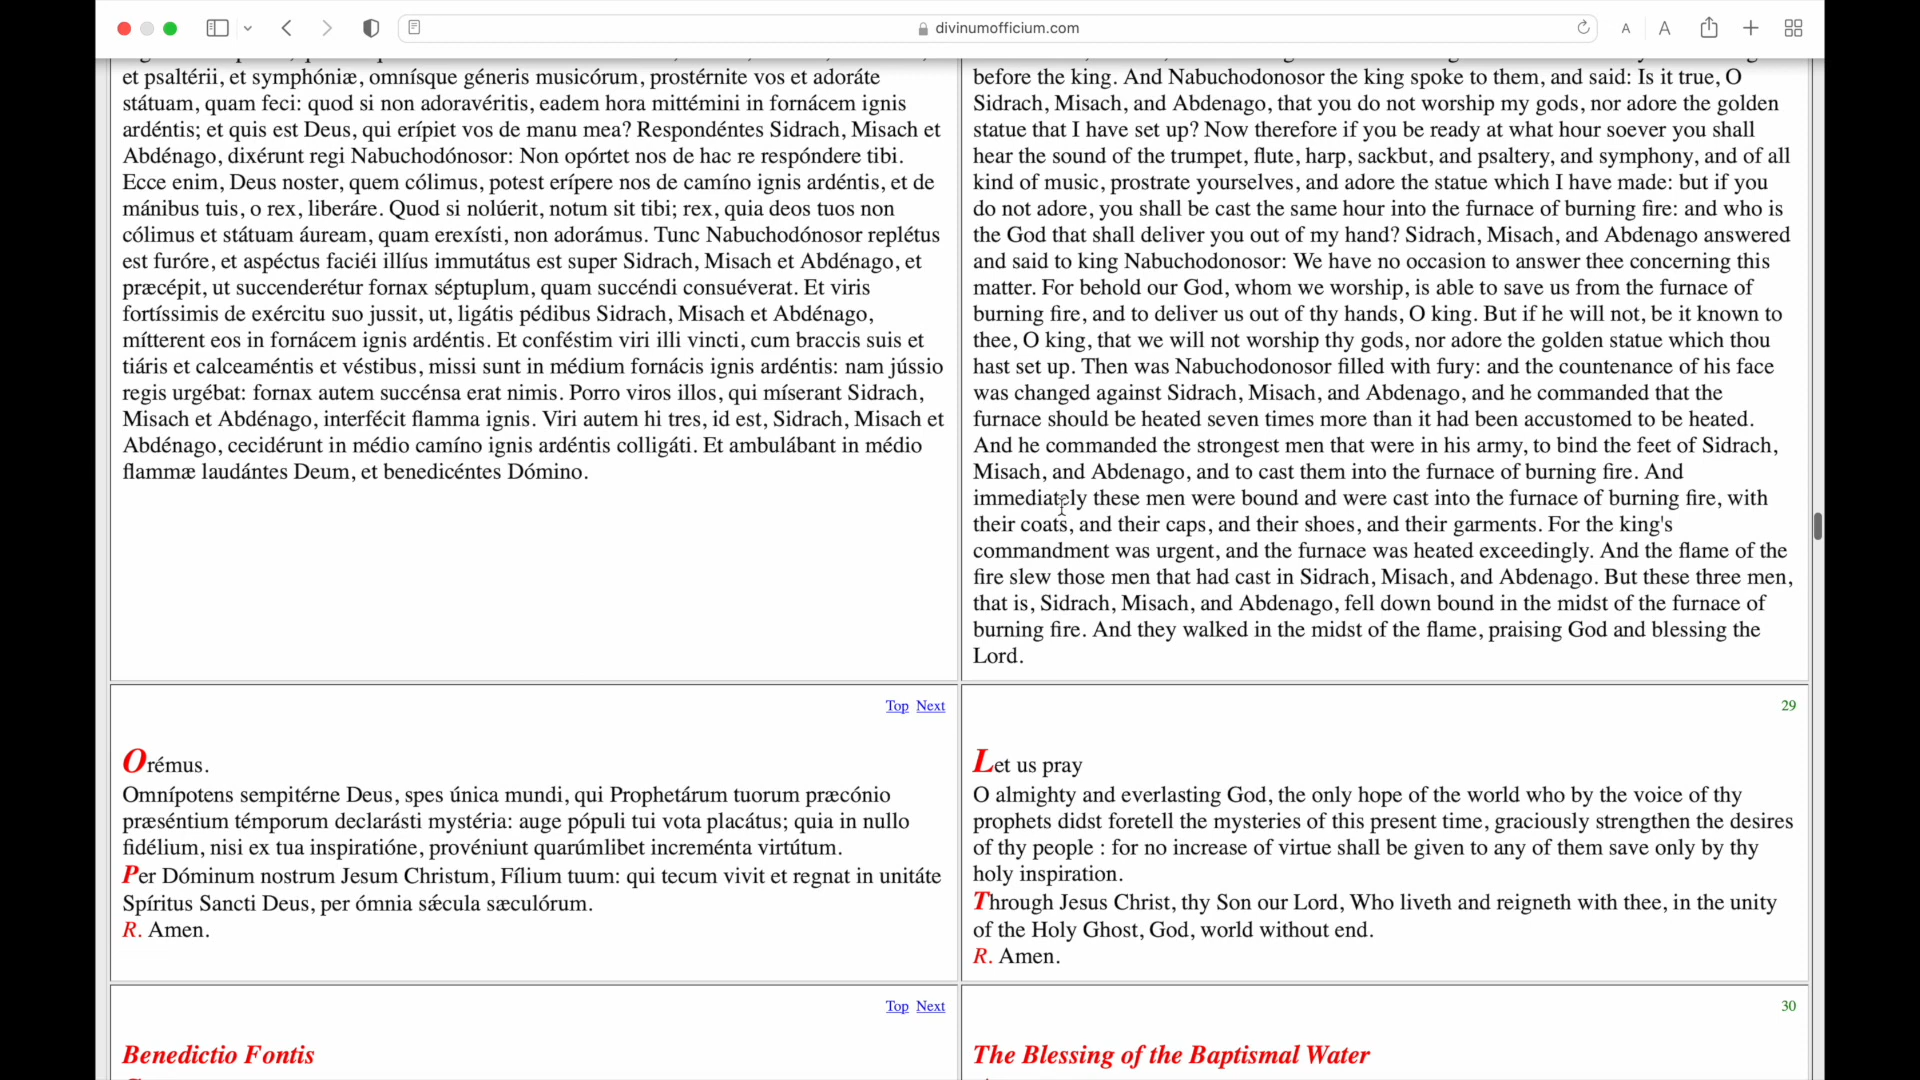 divinumofficium.com
A A
et psaltérii, et symphóniæ, omnísque géneris musicórum, prostérnite vos et adoráte
státuam, quam feci: quod si non adoravéritis, eadem hora mittémini in fornácem ignis
ardéntis; et quis est Deus, qui erípiet vos de manu mea? Respondéntes Sidrach, Misach et
Abdénago, dixérunt regi Nabuchodónosor: Non opórtet nos de hac re respóndere tibi.
Ecce enim, Deus noster, quem cólimus, potest erípere nos de camíno ignis ardéntis, et de
mánibus tuis, o rex, liberáre. Quod si nolúerit, notum sit tibi; rex, quia deos tuos non
cólimus et státuam áuream, quam erexísti, non adorámus. Tunc Nabuchodónosor replétus
est furóre, et aspéctus faciéi illíus immutátus est super Sidrach, Misach et Abdénago, et
præcépit, ut succenderétur fornax séptuplum, quam succéndi consuéverat. Et viris
fortíssimis de exércitu suo jussit, ut, ligátis pédibus Sidrach, Misach et Abdénago,
mítterent eos in fornácem ignis ardéntis. Et conféstim viri illi vincti, cum braccis suis et
tiáris et calceaméntis et véstibus, missi sunt in médium fornácis ignis ardéntis: nam jússio
regis urgébat: fornax autem succénsa erat nimis. Porro viros illos, qui míserant Sidrach,
Misach et Abdénago, interfécit flamma ignis. Viri autem hi tres, id est, Sidrach, Misach et
Abdénago, cecidérunt in médio camíno ignis ardéntis colligáti. Et ambulábant in médio
flammæ laudántes Deum, et benedicéntes Dómino.
before the king. And Nabuchodonosor the king spoke to them, and said: Is it true, O
Sidrach, Misach, and Abdenago, that you do not worship my gods, nor adore the golden
statue that I have set up? Now therefore if you be ready at what hour soever you shall
hear the sound of the trumpet, flute, harp, sackbut, and psaltery, and symphony, and of all
kind of music, prostrate yourselves, and adore the statue which I have made: but if you
do not adore, you shall be cast the same hour into the furnace of burning fire: and who is
the God that shall deliver you out of my hand? Sidrach, Misach, and Abdenago answered
and said to king Nabuchodonosor: We have no occasion to answer thee concerning this
matter. For behold our God, whom we worship, is able to save us from the furnace of
burning fire, and to deliver us out of thy hands, O king. But if he will not, be it known to
thee, O king, that we will not worship thy gods, nor adore the golden statue which thou
hast set up. Then was Nabuchodonosor filled with fury: and the countenance of his face
was changed against Sidrach, Misach, and Abdenago, and he commanded that the
furnace should be heated seven times more than it had been accustomed to be heated.
And he commanded the strongest men that were in his army, to bind the feet of Sidrach,
Misach, and Abdenago, and to cast them into the furnace of burning fire. And
immediately these men were bound and were cast into the furnace of burning fire, with
their coats, and their caps, and their shoes, and their garments. For the king's
commandment was urgent, and the furnace was heated exceedingly. And the flame of the
fire slew those men that had cast in Sidrach, Misach, and Abdenago. But these three men,
that is, Sidrach, Misach, and Abdenago, fell down bound in the midst of the furnace of
burning fire. And they walked in the midst of the flame, praising God and blessing the
Lord.
Top Next
Orémus.
Omnípotens sempitérne Deus, spes única mundi, qui Prophetárum tuorum præcónio
præséntium témporum declarásti mystéria: auge pópuli tui vota placátus; quia in nullo
fidélium, nisi ex tua inspiratióne, provéniunt quarúmlibet increménta virtútum.
Per Dóminum nostrum Jesum Christum, Fílium tuum: qui tecum vivit et regnat in unitáte
Spíritus Sancti Deus, per ómnia sǽcula sæculórum.
R. Amen.
29
Let us pray
O almighty and everlasting God, the only hope of the world who by the voice of thy
prophets didst foretell the mysteries of this present time, graciously strengthen the desires
of thy people : for no increase of virtue shall be given to any of them save only by thy
holy inspiration.
Through Jesus Christ, thy Son our Lord, Who liveth and reigneth with thee, in the unity
of the Holy Ghost, God, world without end.
R. Amen.
Top Next
Benedictio Fontis
30
The Blessing of the Baptismal Water